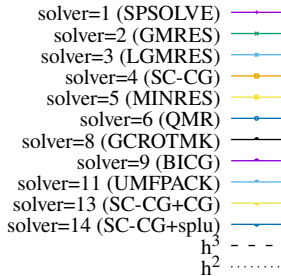 solver=1 (SPSOLVE)
solver=2 (GMRES)
solver=3 (LGMRES)
solver=4 (SC-CG)
solver=5 (MINRES)
solver=6 (QMR)
solver=8 (GCROTMK)
solver=9 (BICG)
solver=11 (UMFPACK)
solver=13 (SC-CG+CG)
solver=14 (SC-CG+splu)
h³
h²